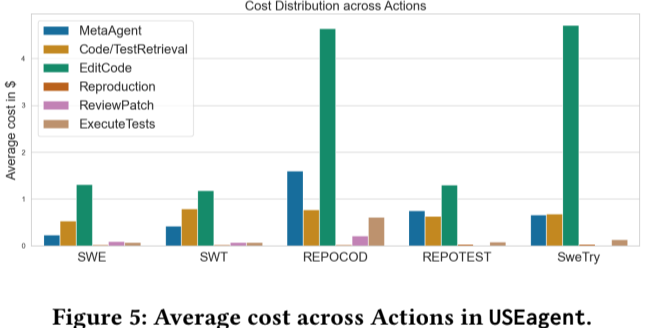 Cost Distribution across Actions
MetaAgent
Code/TestRetrieval
EditCode
Reproduction
ReviewPatch
ExecuteTests
Average cost in $
4
3
2
1
0
SWE SWT REPOCOD REPOTEST SweTry
Figure 5: Average cost across Actions in USEagent.